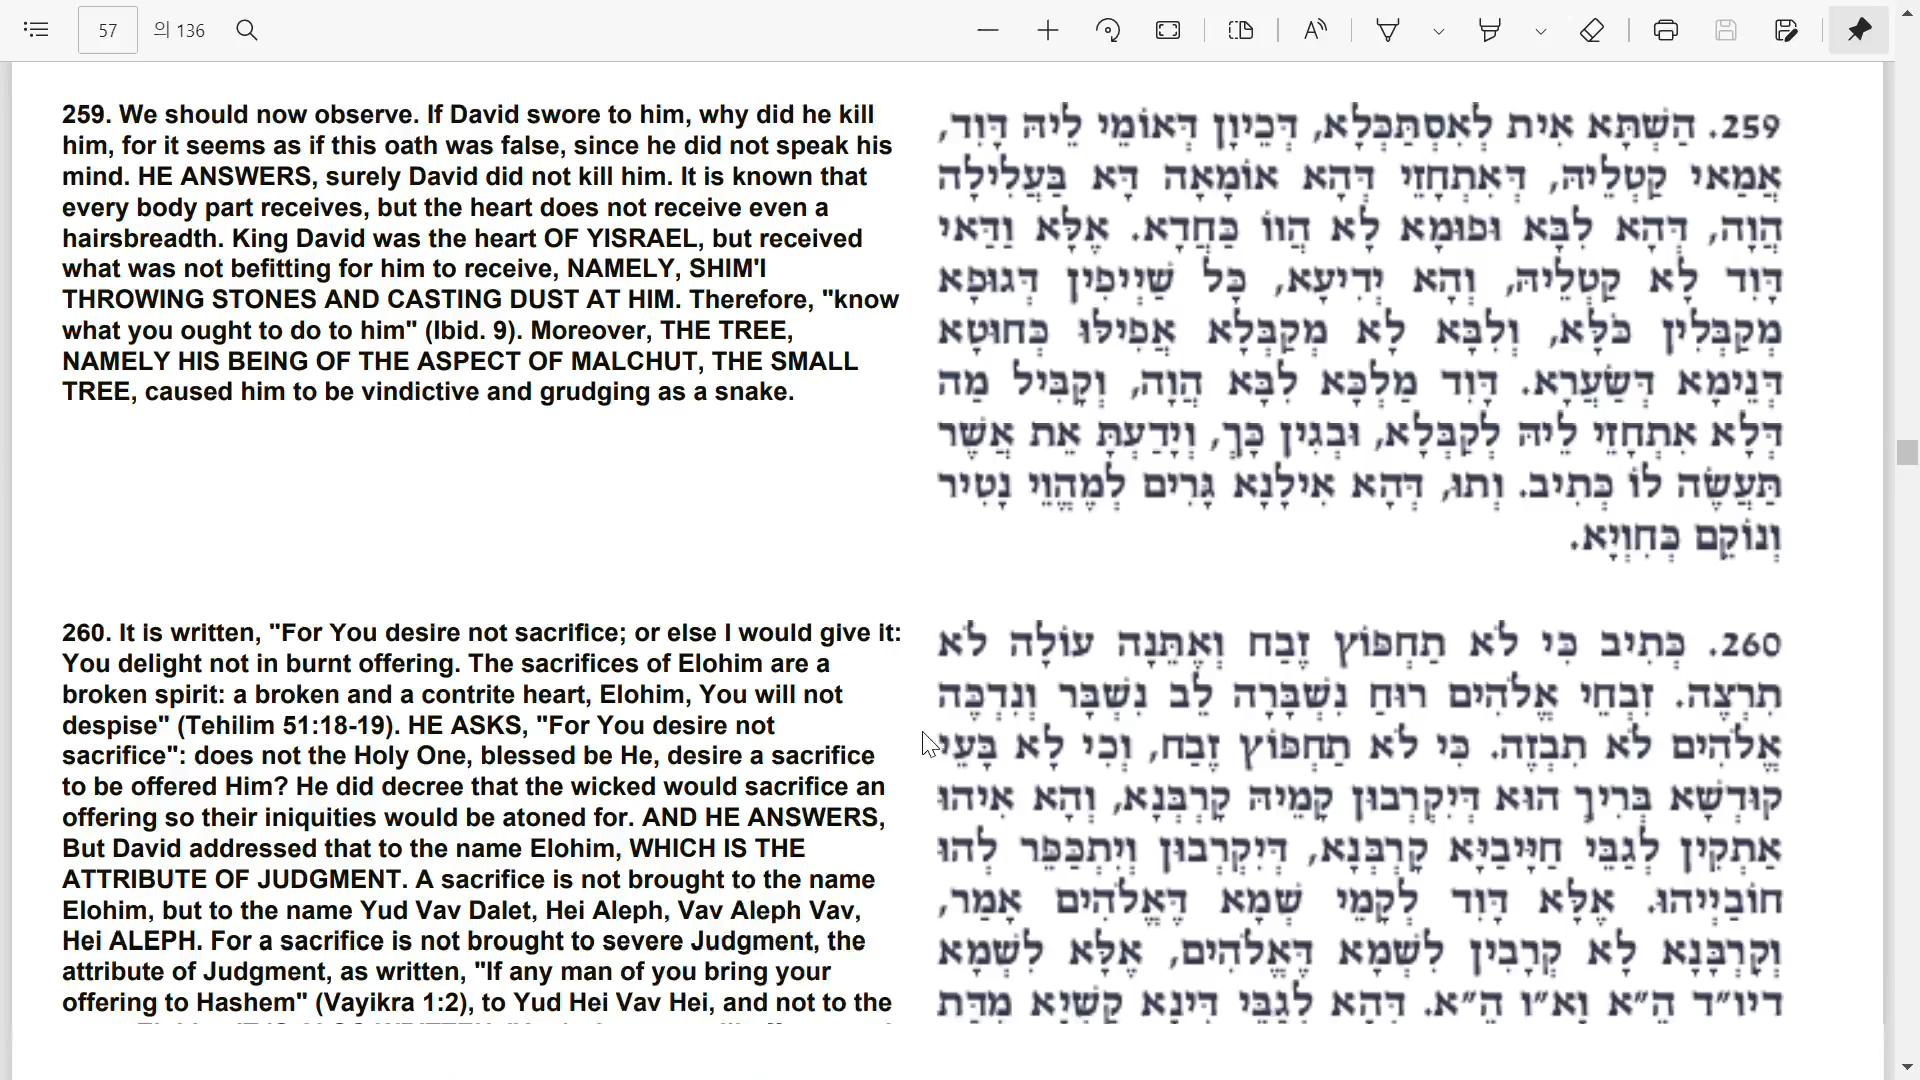 57
의 136
259. We should now observe. If David swore to him, why did he kill
him, for it seems as if this oath was false, since he did not speak his
mind. HE ANSWERS, surely David did not kill him. It is known that
every body part receives, but the heart does not receive even a
hairsbreadth. King David was the heart OF YISRAEL, but received
what was not befitting for him to receive, NAMELY, SHIM'I
THROWING STONES AND CASTING DUST AT HIM. Therefore, "know
what you ought to do to him" (Ibid. 9). Moreover, THE TREE,
NAMELY HIS BEING OF THE ASPECT OF MALCHUT, THE SMALL
TREE, caused him to be vindictive and grudging as a snake.
259. הַשְׁתָּא אִית לְאִסְתַּכְּלָא, דְּכֵיוָן דְּאוֹמֵי לֵיהּ דָּוִד,
אֲמַאי קַטְלֵיהּ, דְּאִתְחֲזֵי דְּהָא אוֹמָאָה דָּא בַּעֲלִילָה
הֲוָה, דְּהָא לִבָּא וּפוּמָא לָא הֲווֹ כַּחֲדָא. אֶלָּא וַדַּאי
דָּוִד לָא קַטְלֵיהּ, וְהָא יְדִיעָא, כָּל שַׁיְיפִין דְּגוּפָא
מְקַבְּלִין כֹּלָּא, וְלִבָּא לָא מְקַבְּלָא אֲפִילּוּ כְּחוּטָא
דְּנִימָא דְּשַׂעֲרָא. דָּוִד מַלְכָּא לִבָּא הֲוָה, וְקָבִּיל מַה
דְּלָא אִתְחֲזֵי לֵיהּ לְקַבְּלָא, וּבְגִין כָּךְ, וְיָדַעְתָּ אֵת אֲשֶׁר
תַּעֲשֶׂה לוֹ כְּתִיב. וְתוּ, דְּהָא אִילָנָא גָּרִים לְמֶהֱוֵי נָטִיר
וְנוֹקֵם כְּחִוְיָא.
260. It is written, "For You desire not sacrifice; or else I would give it:
You delight not in burnt offering. The sacrifices of Elohim are a
broken spirit: a broken and a contrite heart, Elohim, You will not
despise" (Tehilim 51:18-19). HE ASKS, "For You desire not
sacrifice": does not the Holy One, blessed be He, desire a sacrifice
to be offered Him? He did decree that the wicked would sacrifice an
offering so their iniquities would be atoned for. AND HE ANSWERS,
But David addressed that to the name Elohim, WHICH IS THE
ATTRIBUTE OF JUDGMENT. A sacrifice is not brought to the name
Elohim, but to the name Yud Vav Dalet, Hei Aleph, Vav Aleph Vav,
Hei ALEPH. For a sacrifice is not brought to severe Judgment, the
attribute of Judgment, as written, "If any man of you bring your
offering to Hashem" (Vayikra 1:2), to Yud Hei Vav Hei, and not to the
260. כְּתִיב כִּי לֹא תַחְפּוֹץ זֶבַח וְאֶתֵּנָה עוֹלָה לֹא
תִרְצֶה. זִבְחֵי אֱלֹהִים רוּחַ נִשְׁבָּרָה לֵב נִשְׁבָּר וְנִדְכֶּה
אֱלֹהִים לֹא תִבְזֶה. כִּי לֹא תַחְפּוֹץ זֶבַח, וְכִי לָא בָּעֵי
קוּדְשָׁא בְּרִיךְ הוּא דְּיִקְרְבוּן קָמֵיהּ קָרְבְּנָא, וְהָא אִיהוּ
אַתְקִין לְגַבֵּי חַיָּיבַיָּא קָרְבְּנָא, דְּיִקְרְבוּן וְיִתְכַּפֵּר לְהוּ
חוֹבַיְיהוּ. אֶלָּא דָּוִד לְקָמֵי שְׁמָא דֶּאֱלֹהִים אָמַר,
וְקָרְבְּנָא לָא קְרָבִין לִשְׁמָא דֶּאֱלֹהִים, אֶלָּא לִשְׁמָא
דיו״ד ה״א וא״ו ה״א. דְּהָא לְגַבֵּי דִּינָא קַשְׁיָא מִדַּת